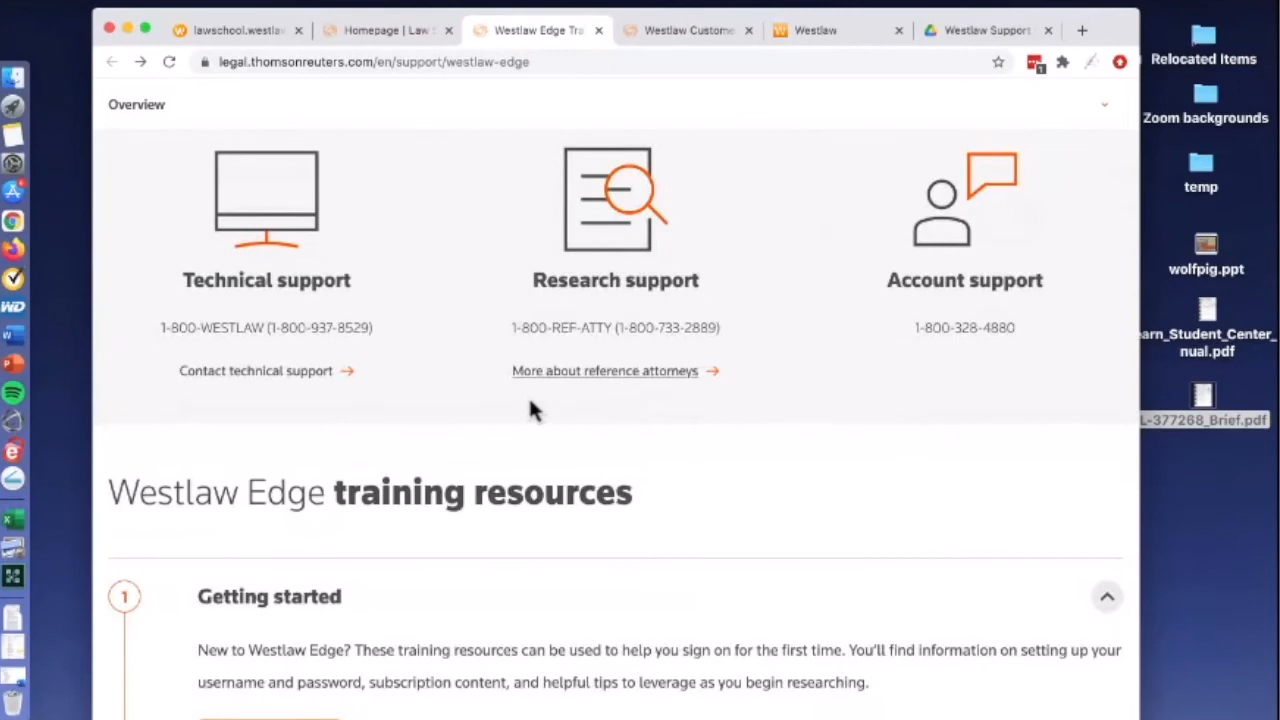 lawschool.westla
Homepage | Law S
Westlaw Edge Tra
Westlaw Custome
Westlaw
Westlaw Support
legal.thomsonreuters.com/en/support/westlaw-edge
1
Overview
Technical support
Research support
Account support
1-800-WESTLAW (1-800-937-8529)
1-800-REF-ATTY (1-800-733-2889)
1-800-328-4880
Contact technical support →
More about reference attorneys →
Westlaw Edge training resources
1
Getting started
New to Westlaw Edge? These training resources can be used to help you sign on for the first time. You'll find information on setting up your
username and password, subscription content, and helpful tips to leverage as you begin researching.
Relocated Items
Zoom backgrounds
temp
wolfpig.ppt
earn_Student_Center_
nual.pdf
L-377268_Brief.pdf
WD